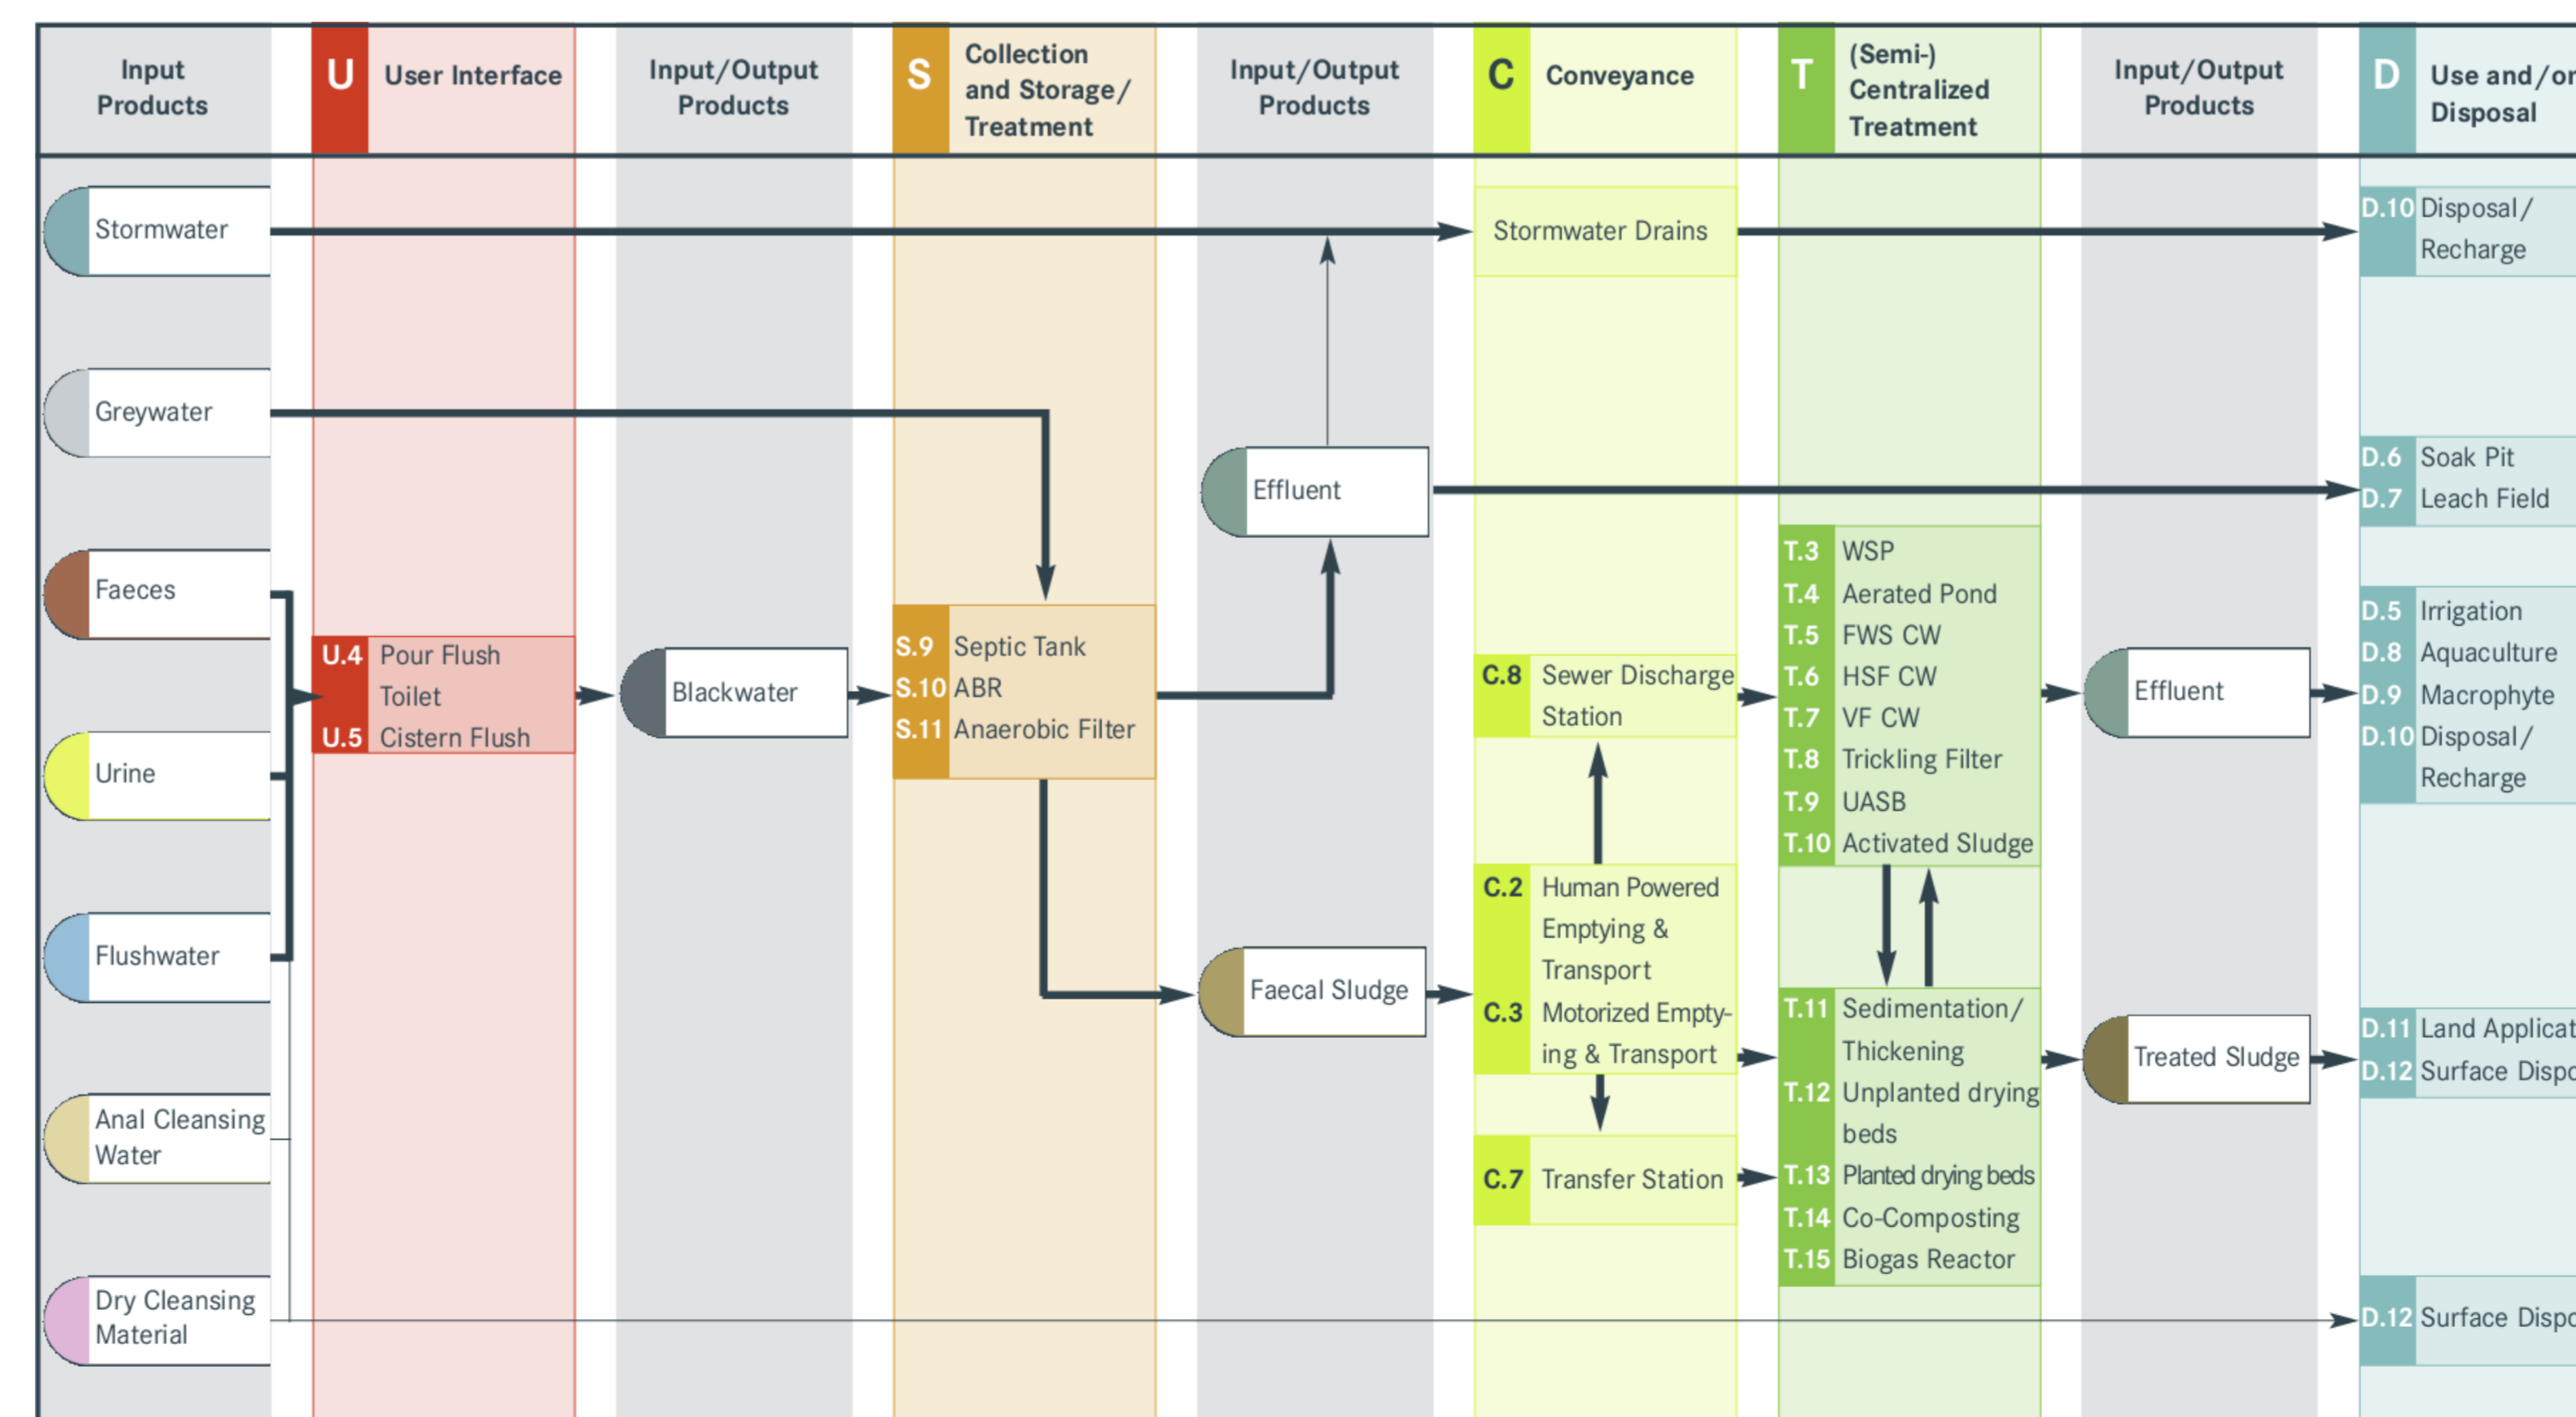 Input
Products
U User Interface
Input/Output
Products
S Collection
and Storage/
Treatment
Input/Output
Products
C Conveyance
T (Semi-)
Centralized
Treatment
Input/Output
Products
D Use and/or
Disposal
Stormwater
Greywater
Faeces
Urine
Flushwater
Anal Cleansing
Water
Dry Cleansing
Material
U.4 Pour Flush
Toilet
U.5 Cistern Flush
Blackwater
S.9 Septic Tank
S.10 ABR
S.11 Anaerobic Filter
Effluent
Faecal Sludge
Stormwater Drains
C.8 Sewer Discharge
Station
C.2 Human Powered
Emptying &
Transport
C.3 Motorized Empty-
ing & Transport
C.7 Transfer Station
T.3 WSP
T.4 Aerated Pond
T.5 FWS CW
T.6 HSF CW
T.7 VF CW
T.8 Trickling Filter
T.9 UASB
T.10 Activated Sludge
T.11 Sedimentation/
Thickening
T.12 Unplanted drying
beds
T.13 Planted drying beds
T.14 Co-Composting
T.15 Biogas Reactor
Effluent
Treated Sludge
D.10 Disposal/
Recharge
D.6 Soak Pit
D.7 Leach Field
D.5 Irrigation
D.8 Aquaculture
D.9 Macrophyte
D.10 Disposal/
Recharge
D.11 Land
D.12 Surface
D.12 Surface